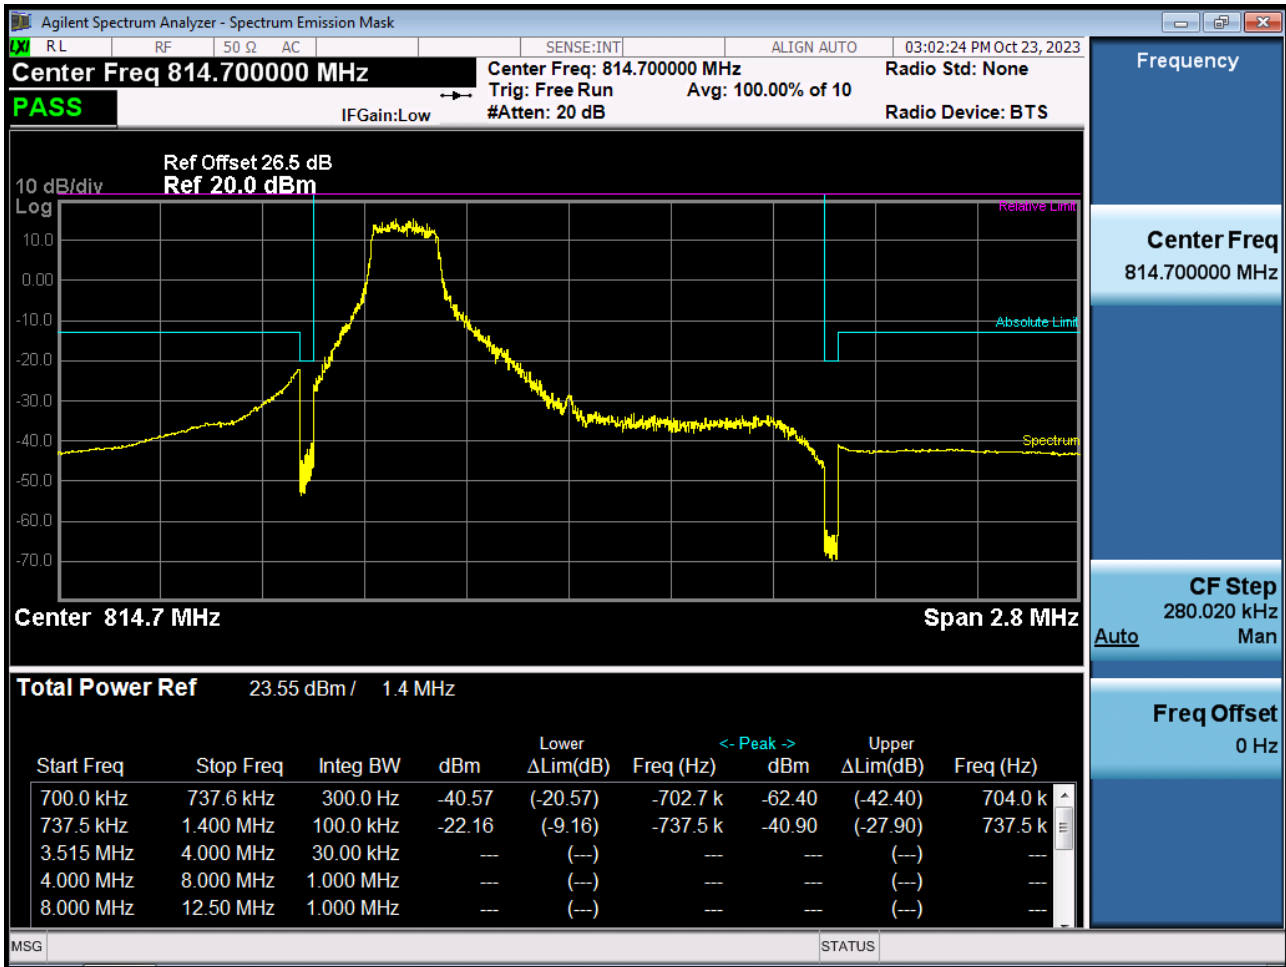 Agilent Spectrum Analyzer - Spectrum Emission Mask
LXI RL RF 50 Ω AC SENSE:INT ALIGN AUTO 03:02:24 PM Oct 23, 2023
Center Freq 814.700000 MHz
PASS
IFGain:Low
Center Freq: 814.700000 MHz
Trig: Free Run Avg: 100.00% of 10
#Atten: 20 dB
Radio Std: None
Radio Device: BTS
Ref Offset 26.5 dB
10 dB/div Ref 20.0 dBm
Log
Relative Limit
10.0
0.00
-10.0
Absolute Limit
-20.0
-30.0
-40.0
Spectrum
-50.0
-60.0
-70.0
Center 814.7 MHz Span 2.8 MHz
Total Power Ref 23.55 dBm / 1.4 MHz
Lower <- Peak -> Upper
Start Freq Stop Freq Integ BW dBm ΔLim(dB) Freq (Hz) dBm ΔLim(dB) Freq (Hz)
700.0 kHz 737.6 kHz 300.0 Hz -40.57 (-20.57) -702.7 k -62.40 (-42.40) 704.0 k
737.5 kHz 1.400 MHz 100.0 kHz -22.16 (-9.16) -737.5 k -40.90 (-27.90) 737.5 k
3.515 MHz 4.000 MHz 30.00 kHz --- (---) --- --- (---) ---
4.000 MHz 8.000 MHz 1.000 MHz --- (---) --- --- (---) ---
8.000 MHz 12.50 MHz 1.000 MHz --- (---) --- --- (---) ---
MSG STATUS
Frequency
Center Freq
814.700000 MHz
CF Step
280.020 kHz
Auto Man
Freq Offset
0 Hz